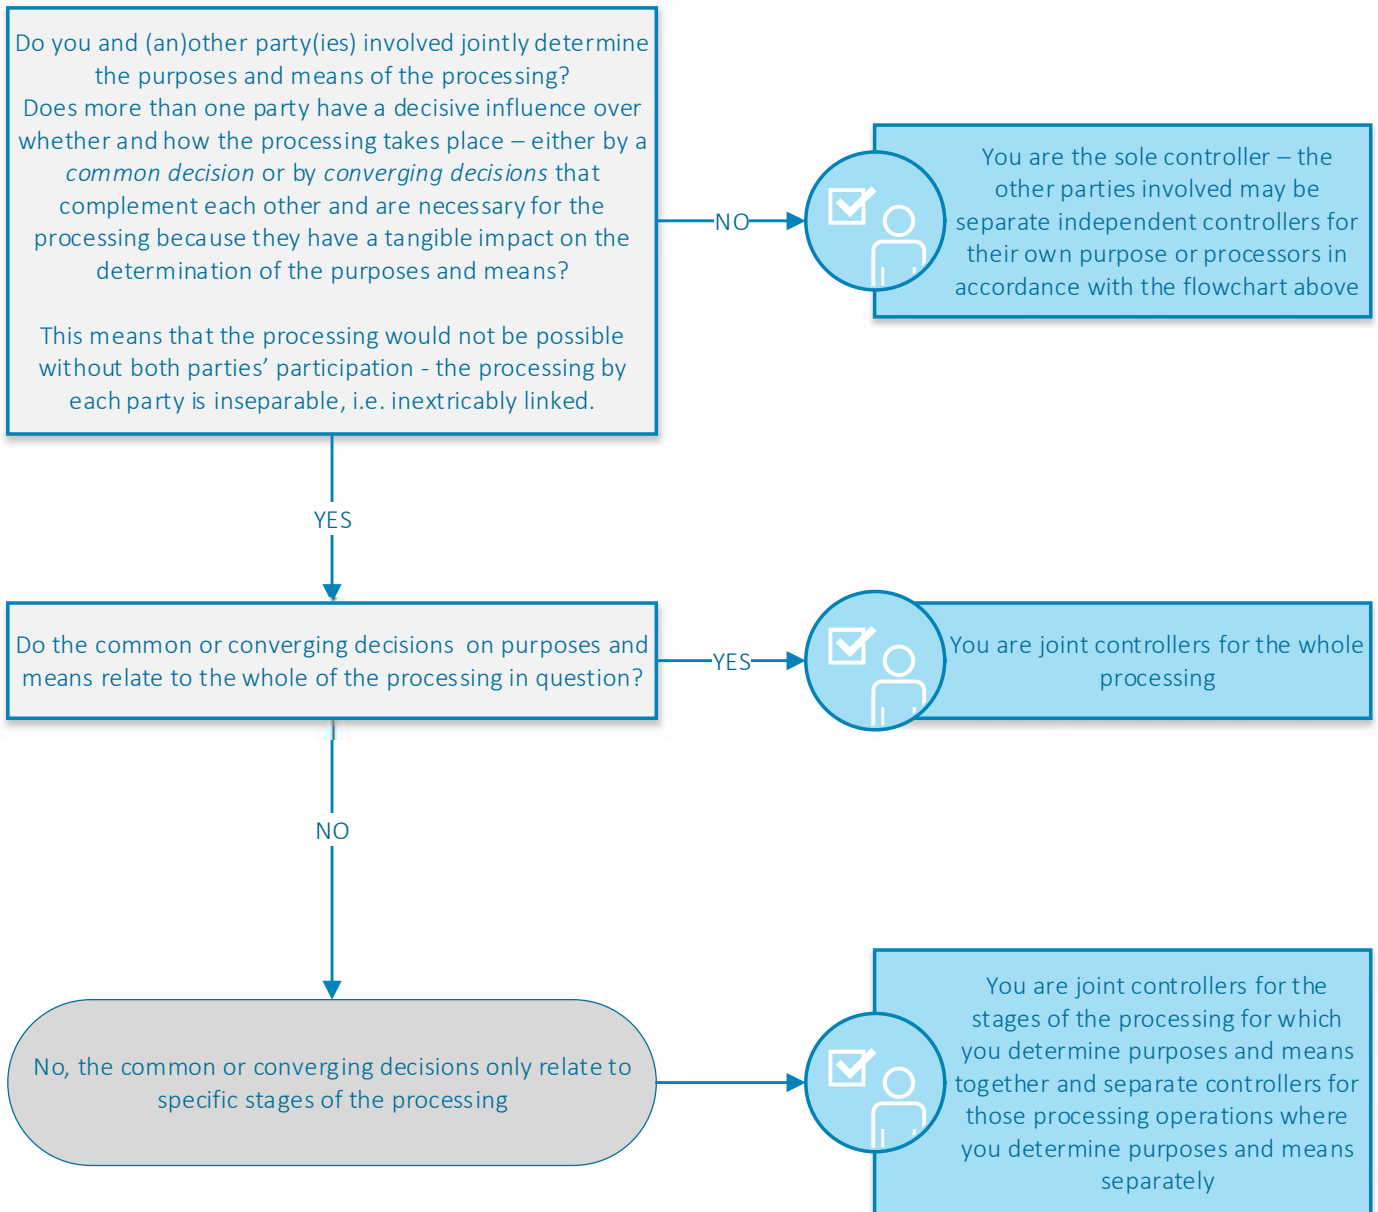 Do you and (an)other party(ies) involved jointly determine
the purposes and means of the processing?
Does more than one party have a decisive influence over
whether and how the processing takes place – either by a
common decision or by converging decisions that
complement each other and are necessary for the
processing because they have a tangible impact on the
determination of the purposes and means?
This means that the processing would not be possible
without both parties’ participation - the processing by
each party is inseparable, i.e. inextricably linked.
NO
You are the sole controller – the
other parties involved may be
separate independent controllers for
their own purpose or processors in
accordance with the flowchart above
YES
Do the common or converging decisions on purposes and
means relate to the whole of the processing in question?
YES
You are joint controllers for the whole
processing
NO
No, the common or converging decisions only relate to
specific stages of the processing
You are joint controllers for the
stages of the processing for which
you determine purposes and means
together and separate controllers for
those processing operations where
you determine purposes and means
separately